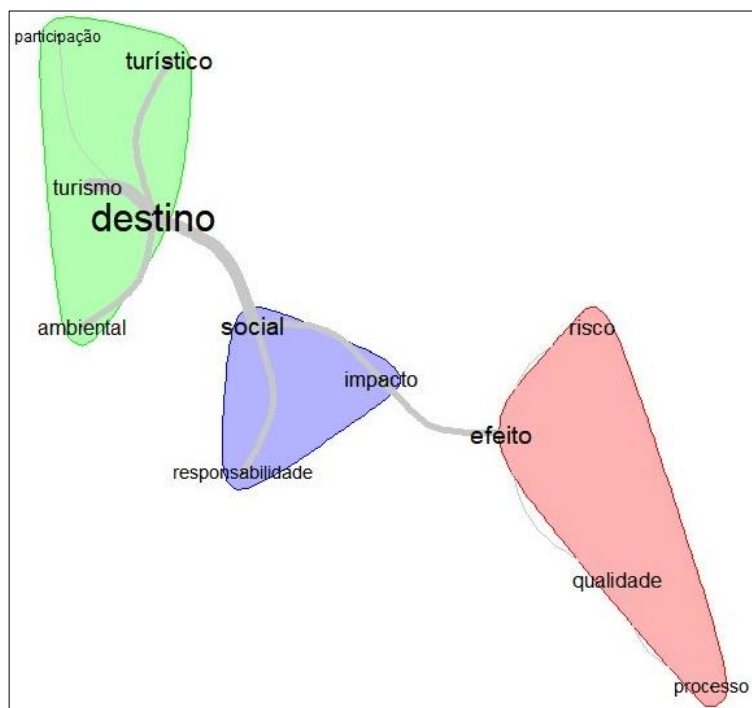 participação
turístico
turismo
destino
ambiental
social
risco
impacto
efeito
responsabilidade
qualidade
processo